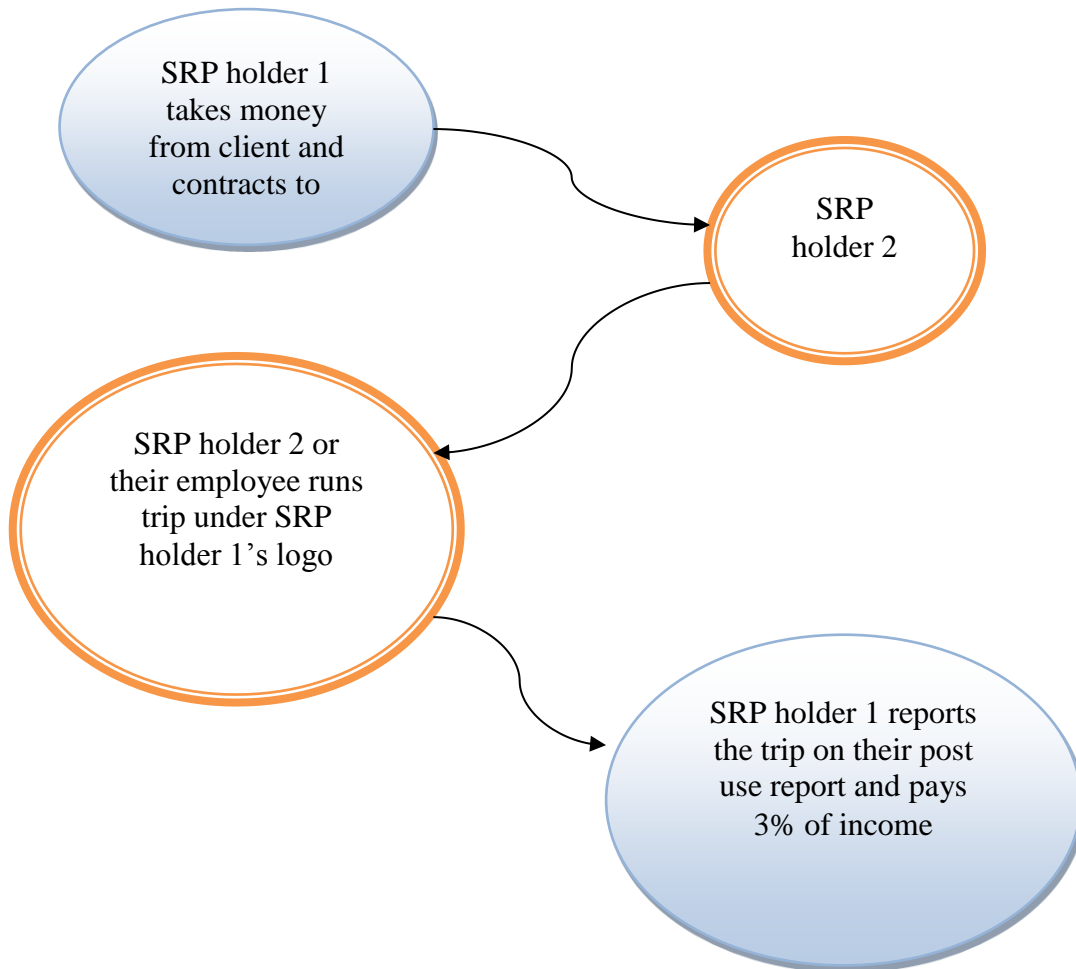 SRP holder 1
takes money
from client and
contracts to
SRP
holder 2
SRP holder 2 or
their employee runs
trip under SRP
holder 1’s logo
SRP holder 1 reports
the trip on their post
use report and pays
3% of income